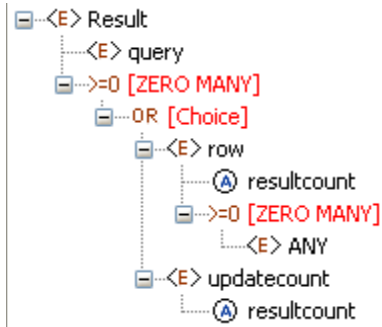 <E> Result
<E> query
>=0 [ZERO MANY]
OR [Choice]
<E> row
A resultcount
>=0 [ZERO MANY]
<E> ANY
<E> updatecount
A resultcount